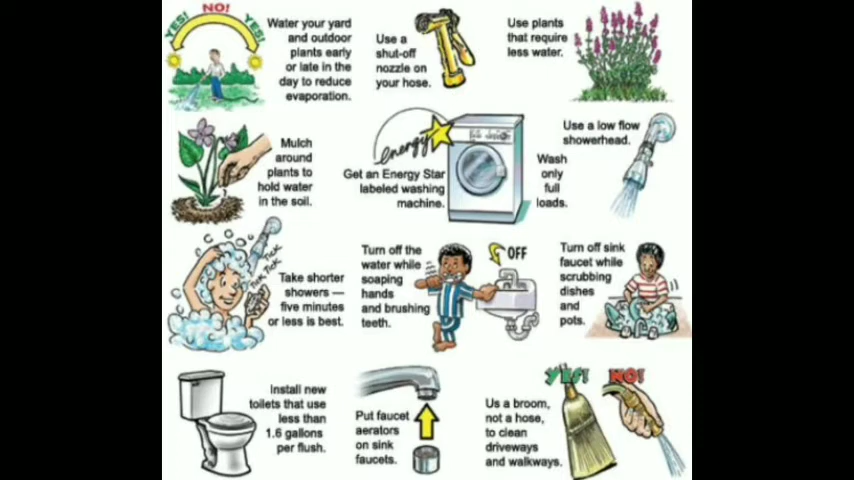 YES! NO! YES!
Water your yard
and outdoor
plants early
or late in the
day to reduce
evaporation.
Use a
shut-off
nozzle on
your hose.
Use plants
that require
less water.
Mulch
around
plants to
hold water
in the soil.
energy
Get an Energy Star
labeled washing
machine.
Wash
only
full
loads.
Use a low flow
showerhead.
TICK
TICK
TICK TICK
Take shorter
showers —
five minutes
or less is best.
Turn off the
water while
soaping
hands
and brushing
teeth.
OFF
Turn off sink
faucet while
scrubbing
dishes
and
pots.
Install new
toilets that use
less than
1.6 gallons
per flush.
Put faucet
aerators
on sink
faucets.
Us a broom,
not a hose,
to clean
driveways
and walkways.
YES! NO!